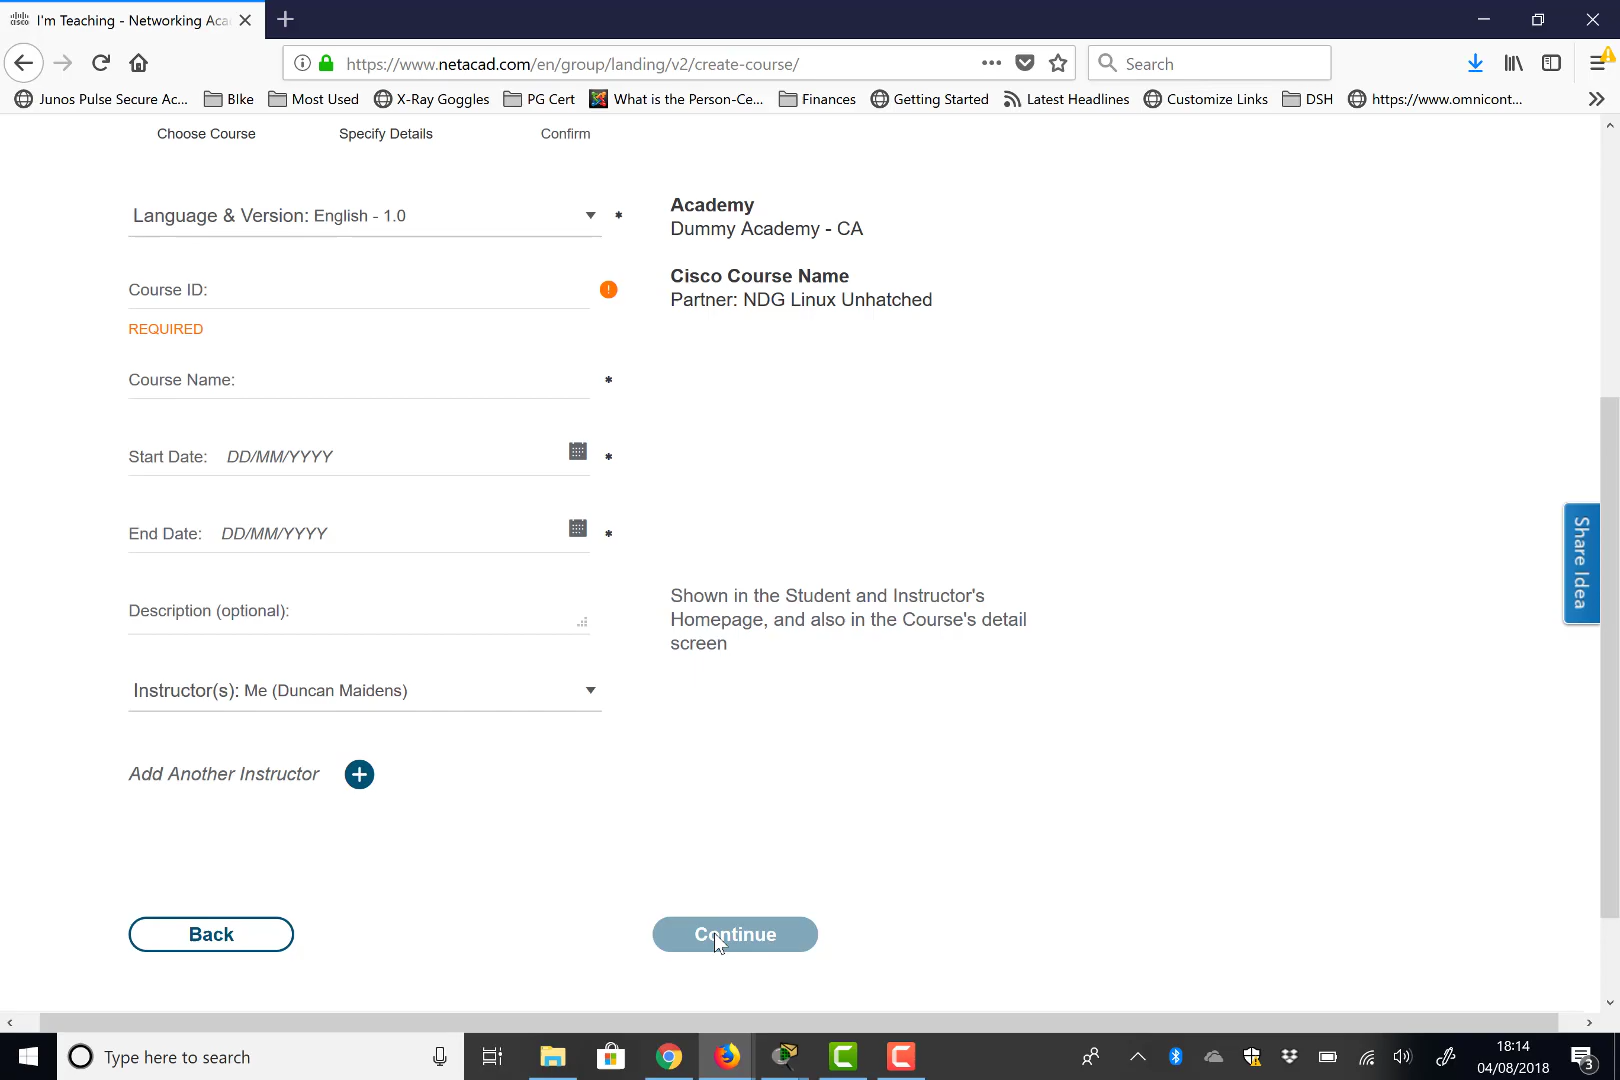 I'm Teaching - Networking Aca
https://www.netacad.com/en/group/landing/v2/create-course/
Search
Junos Pulse Secure Ac...
BIke
Most Used
X-Ray Goggles
PG Cert
What is the Person-Ce...
Finances
Getting Started
Latest Headlines
Customize Links
DSH
https://www.omnicont...
Choose Course
Specify Details
Confirm
Language & Version: English - 1.0 *
Academy
Dummy Academy - CA
Course ID:
REQUIRED
Cisco Course Name
Partner: NDG Linux Unhatched
Course Name: *
Start Date: DD/MM/YYYY *
End Date: DD/MM/YYYY *
Description (optional):
Shown in the Student and Instructor's
Homepage, and also in the Course's detail
screen
Instructor(s): Me (Duncan Maidens)
Add Another Instructor
Share Idea
Back
Continue
Type here to search
18:14
04/08/2018
3